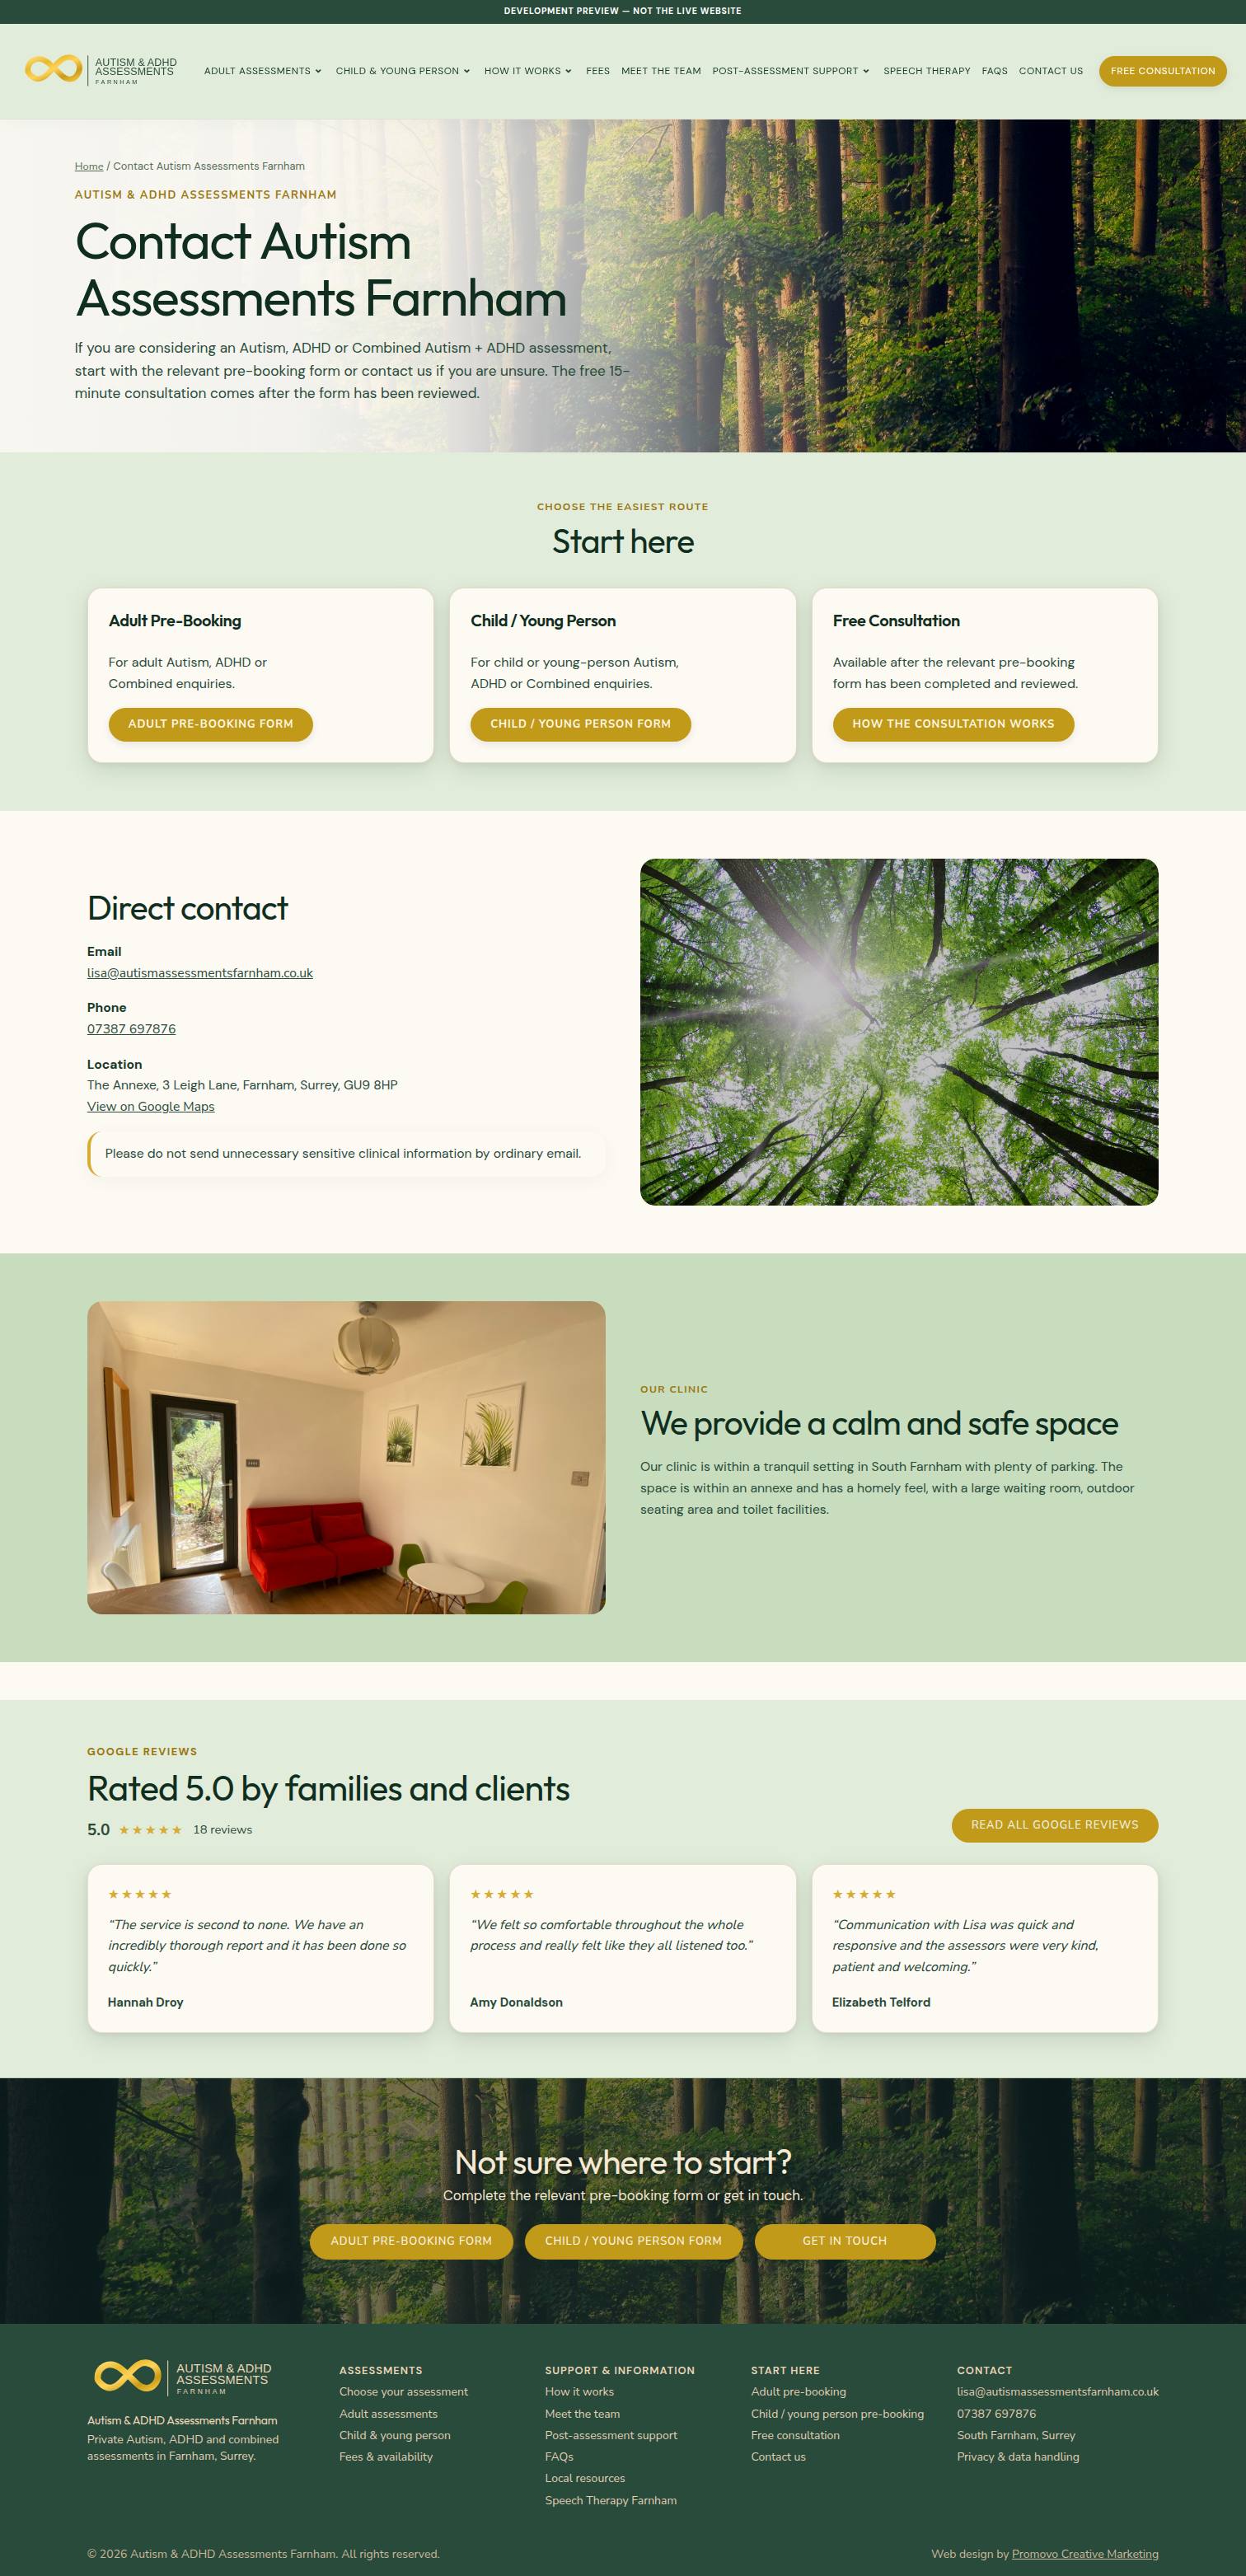 DEVELOPMENT PREVIEW — NOT THE LIVE WEBSITE
AUTISM & ADHD
ASSESSMENTS
FARNHAM
ADULT ASSESSMENTS
CHILD & YOUNG PERSON
HOW IT WORKS
FEES
MEET THE TEAM
POST-ASSESSMENT SUPPORT
SPEECH THERAPY
FAQS
CONTACT US
FREE CONSULTATION
Home / Contact Autism Assessments Farnham
AUTISM & ADHD ASSESSMENTS FARNHAM
Contact Autism
Assessments Farnham
If you are considering an Autism, ADHD or Combined Autism + ADHD assessment,
start with the relevant pre-booking form or contact us if you are unsure. The free 15-
minute consultation comes after the form has been reviewed.
CHOOSE THE EASIEST ROUTE
Start here
Adult Pre-Booking
For adult Autism, ADHD or
Combined enquiries.
ADULT PRE-BOOKING FORM
Child / Young Person
For child or young-person Autism,
ADHD or Combined enquiries.
CHILD / YOUNG PERSON FORM
Free Consultation
Available after the relevant pre-booking
form has been completed and reviewed.
HOW THE CONSULTATION WORKS
Direct contact
Email
lisa@autismassessmentsfarnham.co.uk
Phone
07387 697876
Location
The Annexe, 3 Leigh Lane, Farnham, Surrey, GU9 8HP
View on Google Maps
Please do not send unnecessary sensitive clinical information by ordinary email.
OUR CLINIC
We provide a calm and safe space
Our clinic is within a tranquil setting in South Farnham with plenty of parking. The
space is within an annexe and has a homely feel, with a large waiting room, outdoor
seating area and toilet facilities.
GOOGLE REVIEWS
Rated 5.0 by families and clients
5.0 ★★★★★ 18 reviews
READ ALL GOOGLE REVIEWS
★★★★★
“The service is second to none. We have an
incredibly thorough report and it has been done so
quickly.”
Hannah Droy
★★★★★
“We felt so comfortable throughout the whole
process and really felt like they all listened too.”
Amy Donaldson
★★★★★
“Communication with Lisa was quick and
responsive and the assessors were very kind,
patient and welcoming.”
Elizabeth Telford
Not sure where to start?
Complete the relevant pre-booking form or get in touch.
ADULT PRE-BOOKING FORM
CHILD / YOUNG PERSON FORM
GET IN TOUCH
AUTISM & ADHD
ASSESSMENTS
FARNHAM
Autism & ADHD Assessments Farnham
Private Autism, ADHD and combined
assessments in Farnham, Surrey.
ASSESSMENTS
Choose your assessment
Adult assessments
Child & young person
Fees & availability
SUPPORT & INFORMATION
How it works
Meet the team
Post-assessment support
FAQs
Local resources
Speech Therapy Farnham
START HERE
Adult pre-booking
Child / young person pre-booking
Free consultation
Contact us
CONTACT
lisa@autismassessmentsfarnham.co.uk
07387 697876
South Farnham, Surrey
Privacy & data handling
© 2026 Autism & ADHD Assessments Farnham. All rights reserved.
Web design by Promovo Creative Marketing